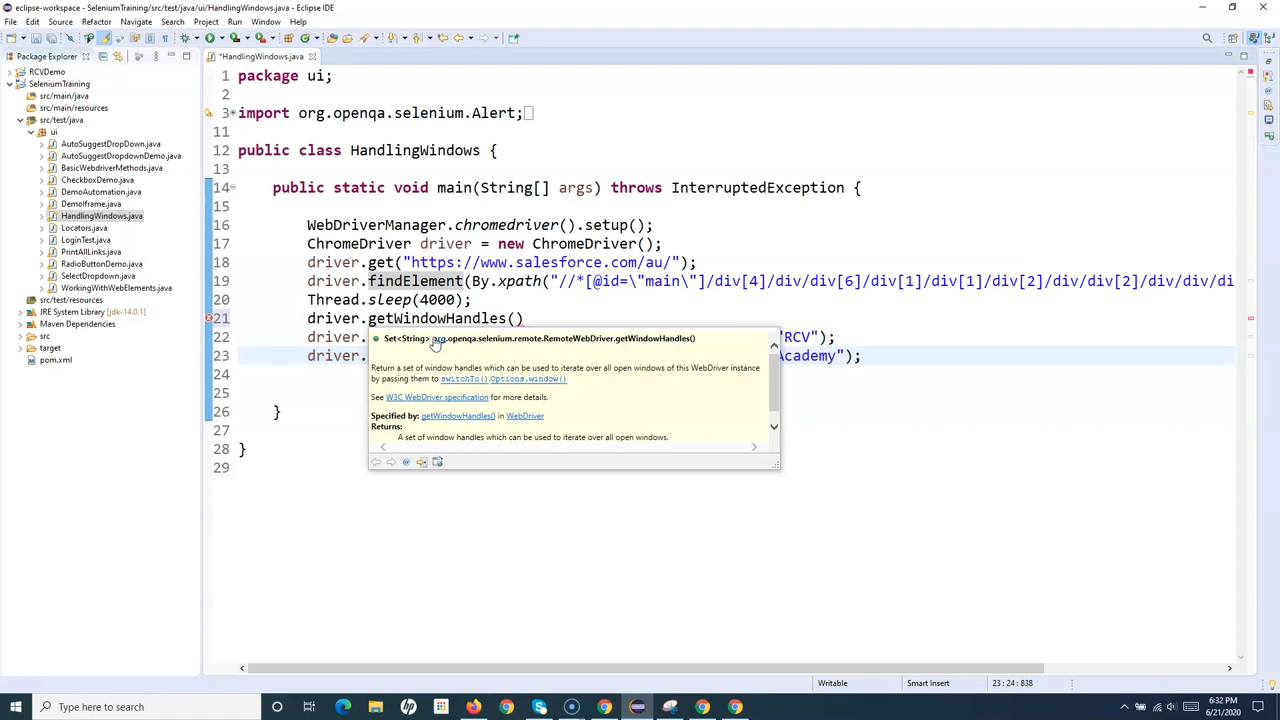 eclipse-workspace - SeleniumTraining/src/test/java/ui/HandlingWindows.java - Eclipse IDE
File Edit Source Refactor Navigate Search Project Run Window Help
Package Explorer
*HandlingWindows.java
RCVDemo
SeleniumTraining
src/main/java
src/main/resources
src/test/java
ui
AutoSuggestDropDown.java
AutoSuggestDropdownDemo.java
BasicWebdriverMethods.java
CheckboxDemo.java
DemoAutomation.java
DemoIframe.java
HandlingWindows.java
Locators.java
LoginTest.java
PrintAllLinks.java
RadioButtonDemo.java
SelectDropdown.java
WorkingWithWebElements.java
src/test/resources
JRE System Library [jdk-14.0.1]
Maven Dependencies
src
target
pom.xml
1 package ui;
2
3 import org.openqa.selenium.Alert;
11
12 public class HandlingWindows {
13
14 public static void main(String[] args) throws InterruptedException {
15
16 WebDriverManager.chromedriver().setup();
17 ChromeDriver driver = new ChromeDriver();
18 driver.get("https://www.salesforce.com/au/");
19 driver.findElement(By.xpath("//*[@id=\"main\"]/div[4]/div/div[6]/div[1]/div[1]/div[2]/div/div[2]/div/di
20 Thread.sleep(4000);
21 driver.getWindowHandles()
22 driver. "RCV");
23 driver. Academy");
24
25
26 }
27
28 }
29
Set<String> org.openqa.selenium.remote.RemoteWebDriver.getWindowHandles()
Return a set of window handles which can be used to iterate over all open windows of this WebDriver instance
by passing them to switchTo().Options.window()
See W3C WebDriver specification for more details.
Specified by: getWindowHandles() in WebDriver
Returns:
A set of window handles which can be used to iterate over all open windows.
Writable Smart Insert 23 : 24 : 838
Type here to search
6:32 PM
6/21/2020